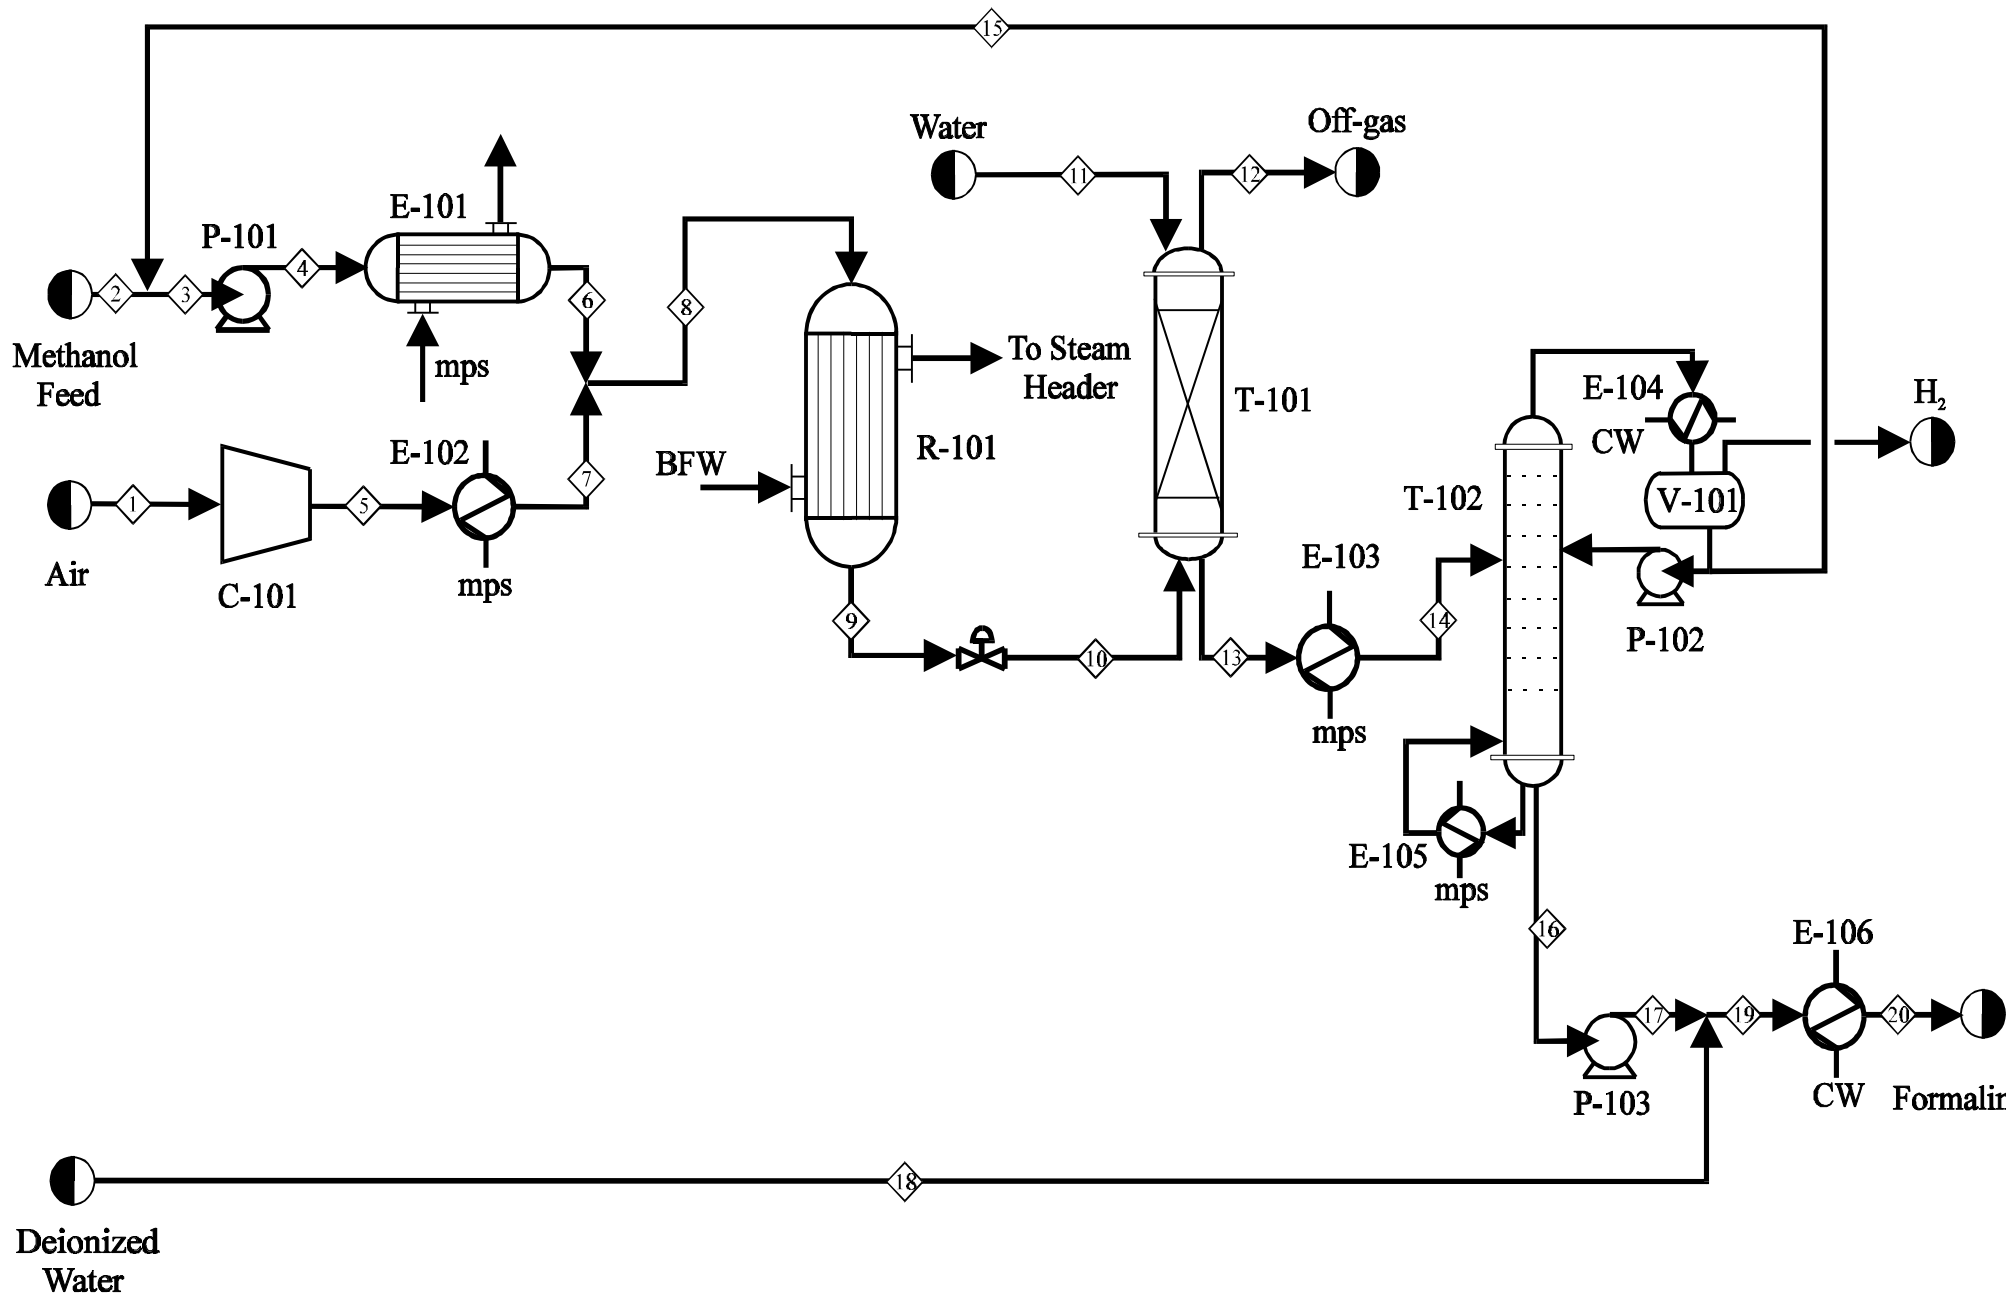 15
Water
Off-gas
11
12
E-101
P-101
4
2
3
6
8
Methanol
Feed
mps
To Steam
Header
E-104
H2
CW
T-101
E-102
R-101
BFW
7
T-102
V-101
1
5
Air
mps
C-101
E-103
9
14
P-102
10
13
mps
E-105
mps
16
E-106
17
19
20
P-103
CW
Formalin
18
Deionized
Water